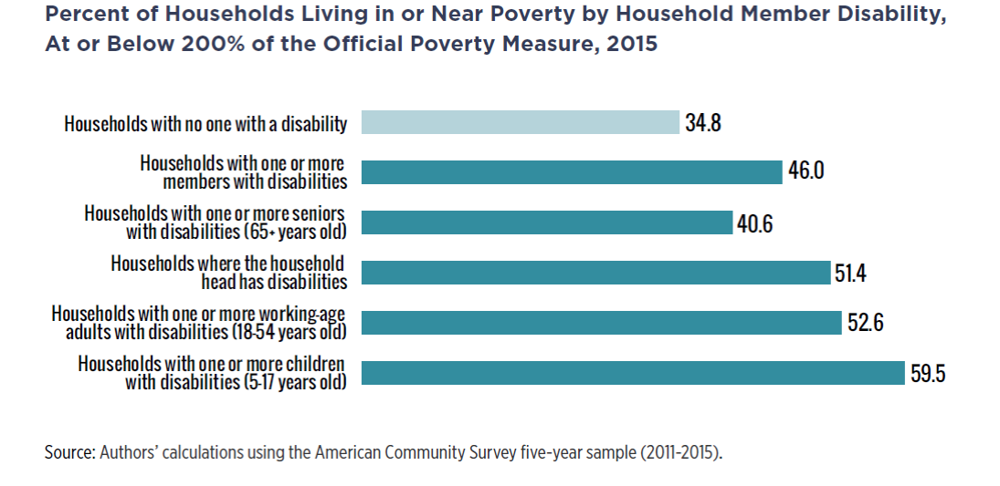 Percent of Households Living in or Near Poverty by Household Member Disability,
At or Below 200% of the Official Poverty Measure, 2015
Households with no one with a disability
34.8
Households with one or more
members with disabilities
46.0
Households with one or more seniors
with disabilities (65+ years old)
40.6
Households where the household
head has disabilities
51.4
Households with one or more working-age
adults with disabilities (18-54 years old)
52.6
Households with one or more children
with disabilities (5-17 years old)
59.5
Source: Authors’ calculations using the American Community Survey five-year sample (2011-2015).